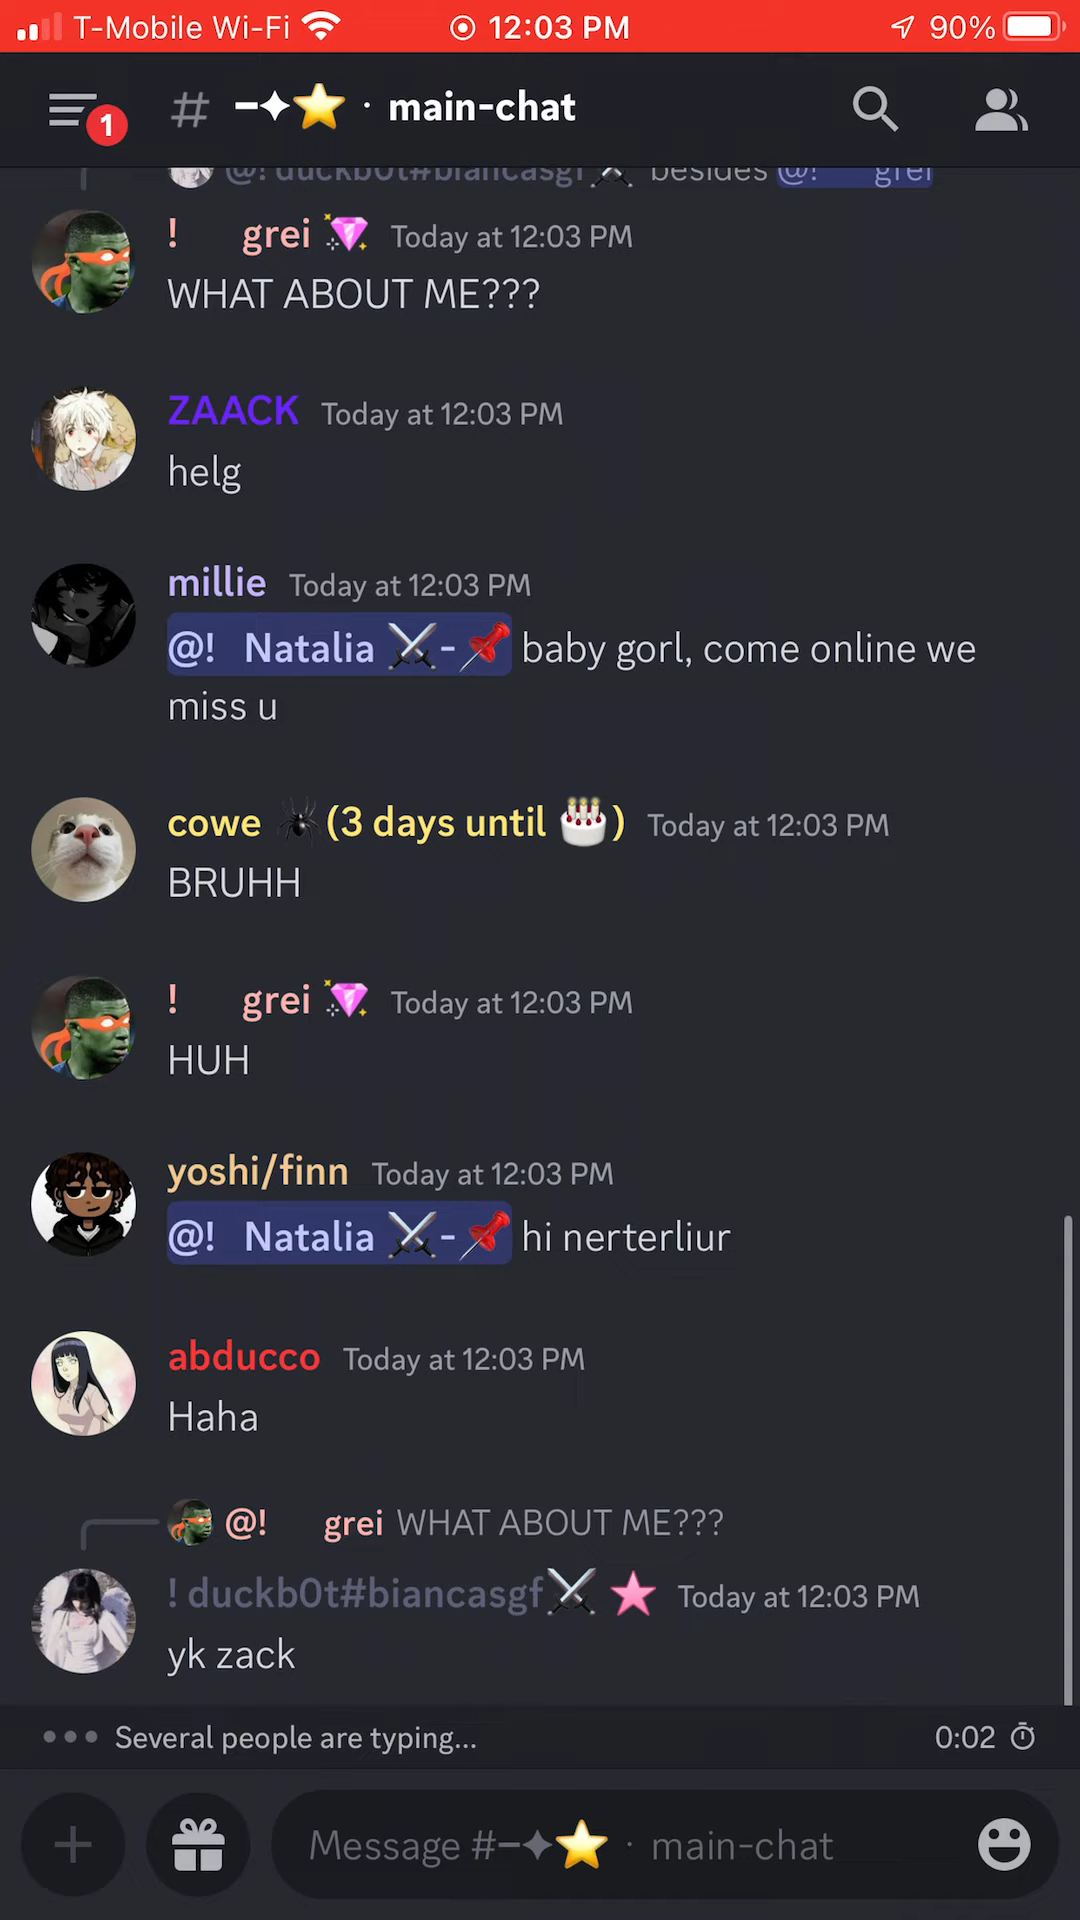 T-Mobile Wi-Fi 12:03 PM 90%
1 # main-chat
@! duckb0t#biancasgf besides @! grei
! grei Today at 12:03 PM
WHAT ABOUT ME???
ZAACK Today at 12:03 PM
helg
millie Today at 12:03 PM
@! Natalia ⚔-📌 baby gorl, come online we
miss u
cowe 🕷(3 days until 🎂) Today at 12:03 PM
BRUHH
! grei Today at 12:03 PM
HUH
yoshi/finn Today at 12:03 PM
@! Natalia ⚔-📌 hi nerterliur
abducco Today at 12:03 PM
Haha
@! grei WHAT ABOUT ME???
! duckb0t#biancasgf Today at 12:03 PM
yk zack
Several people are typing... 0:02
Message #–✦⭐ · main-chat